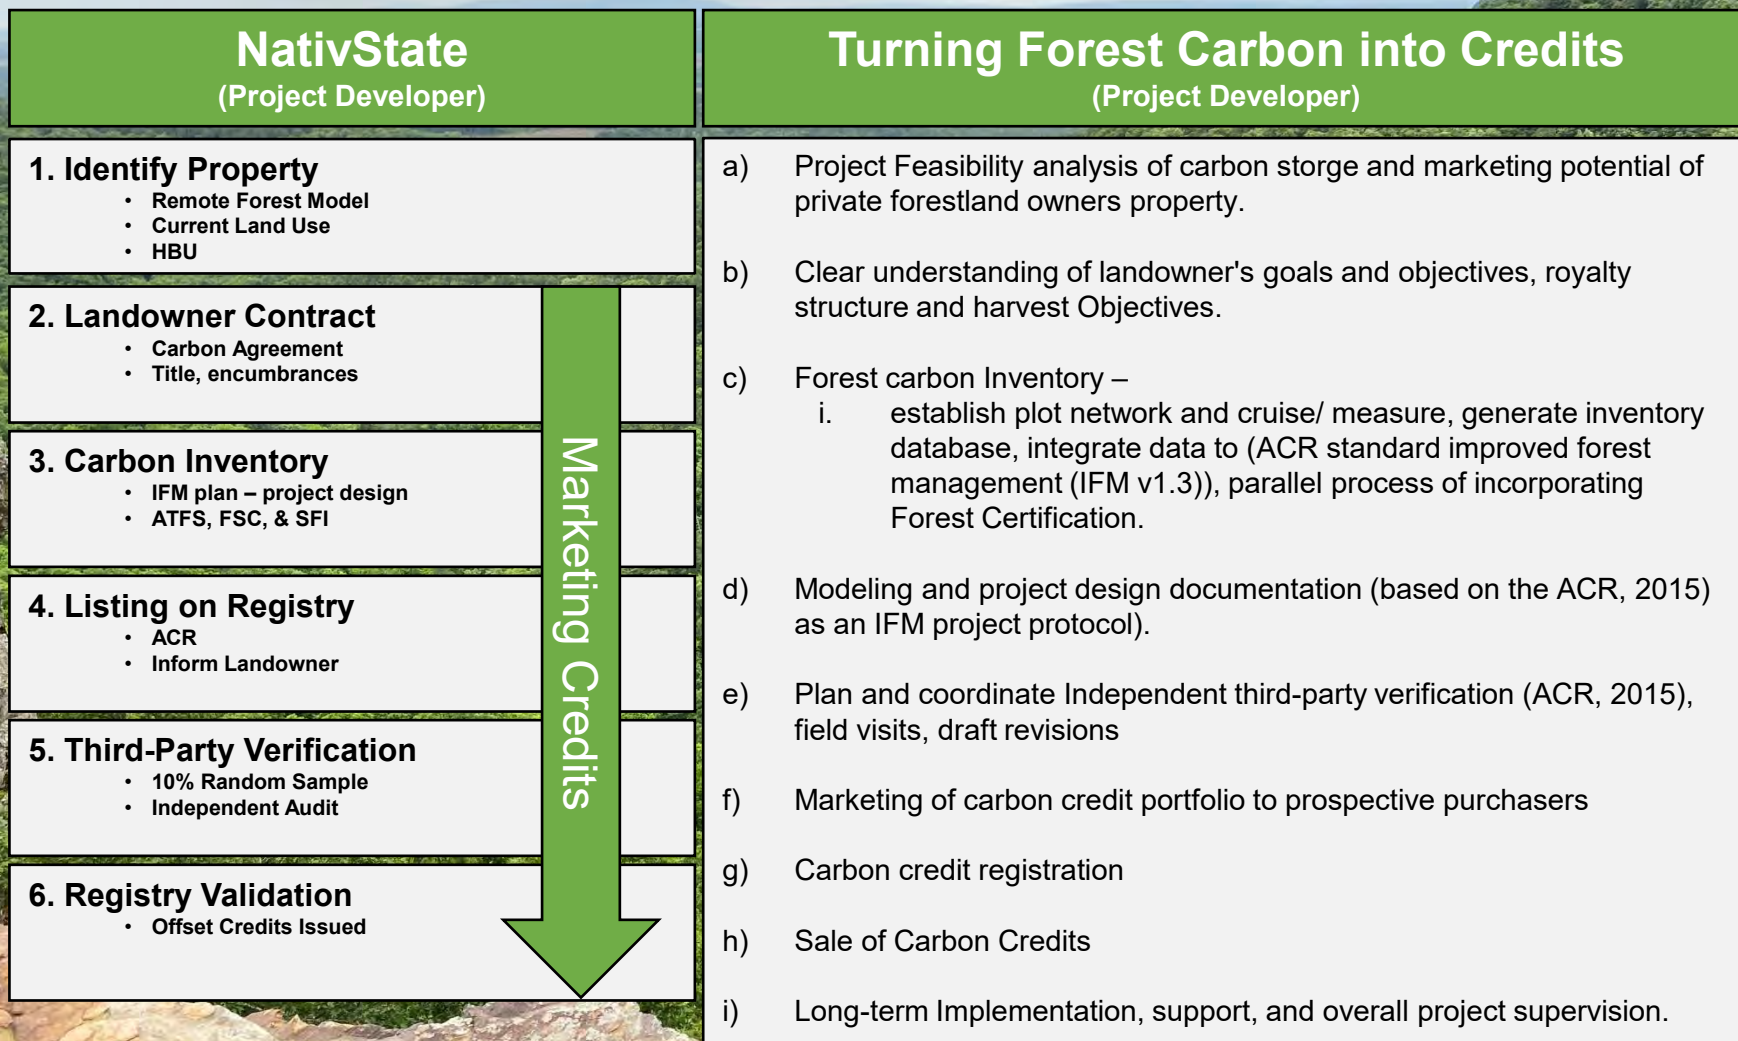 NativState
(Project Developer)
1. Identify Property
• Remote Forest Model
• Current Land Use
• HBU
2. Landowner Contract
• Carbon Agreement
• Title, encumbrances
3. Carbon Inventory
• IFM plan – project design
• ATFS, FSC, & SFI
4. Listing on Registry
• ACR
• Inform Landowner
5. Third-Party Verification
• 10% Random Sample
• Independent Audit
6. Registry Validation
• Offset Credits Issued
Marketing Credits
Turning Forest Carbon into Credits
(Project Developer)
a) Project Feasibility analysis of carbon storge and marketing potential of
private forestland owners property.
b) Clear understanding of landowner's goals and objectives, royalty
structure and harvest Objectives.
c) Forest carbon Inventory –
i. establish plot network and cruise/ measure, generate inventory
database, integrate data to (ACR standard improved forest
management (IFM v1.3)), parallel process of incorporating
Forest Certification.
d) Modeling and project design documentation (based on the ACR, 2015)
as an IFM project protocol).
e) Plan and coordinate Independent third-party verification (ACR, 2015),
field visits, draft revisions
f) Marketing of carbon credit portfolio to prospective purchasers
g) Carbon credit registration
h) Sale of Carbon Credits
i) Long-term Implementation, support, and overall project supervision.